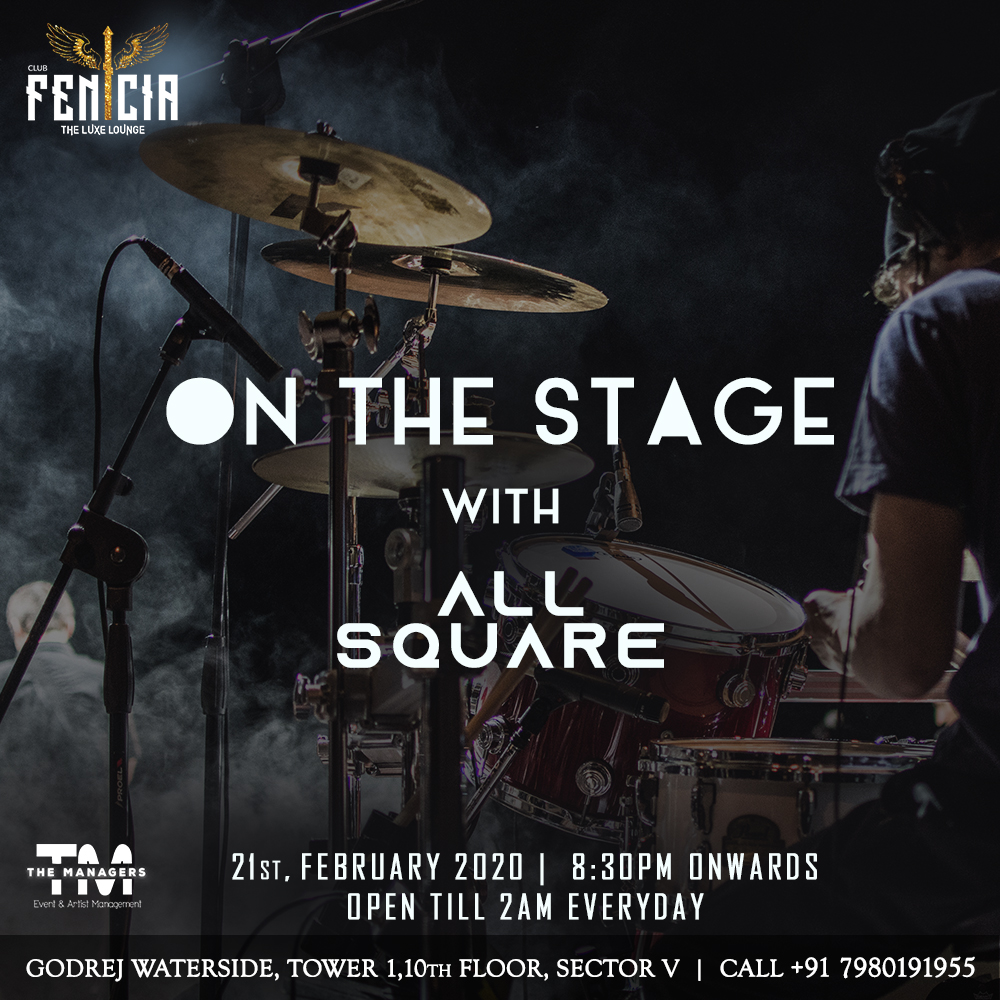 CLUB
FENICIA
THE LUXE LOUNGE
ON THE STAGE
WITH
ALL
SQUARE
PROEL
TM
THE MANAGERS
Event & Artist Management
21ST, FEBRUARY 2020 | 8:30PM ONWARDS
OPEN TILL 2AM EVERYDAY
GODREJ WATERSIDE, TOWER 1,10TH FLOOR, SECTOR V | CALL +91 7980191955